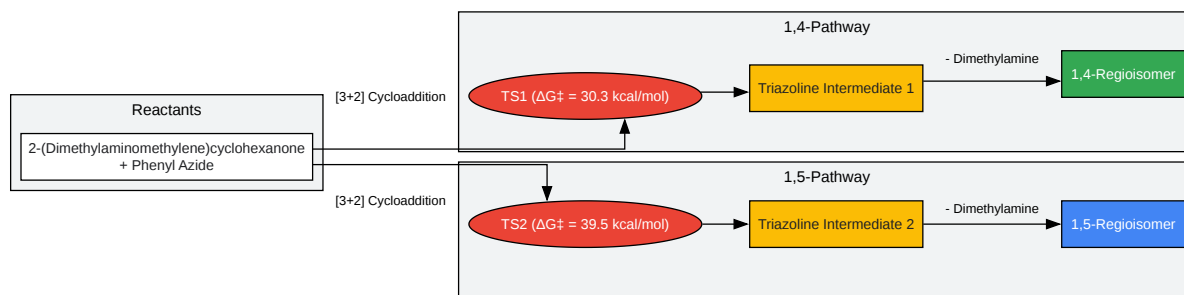 1,4-Pathway
- Dimethylamine
1,4-Regioisomer
Triazoline Intermediate 1
TS1 (ΔG‡ = 30.3 kcal/mol)
[3+2] Cycloaddition
Reactants
2-(Dimethylaminomethylene)cyclohexanone
+ Phenyl Azide
1,5-Pathway
[3+2] Cycloaddition
TS2 (ΔG‡ = 39.5 kcal/mol)
Triazoline Intermediate 2
- Dimethylamine
1,5-Regioisomer